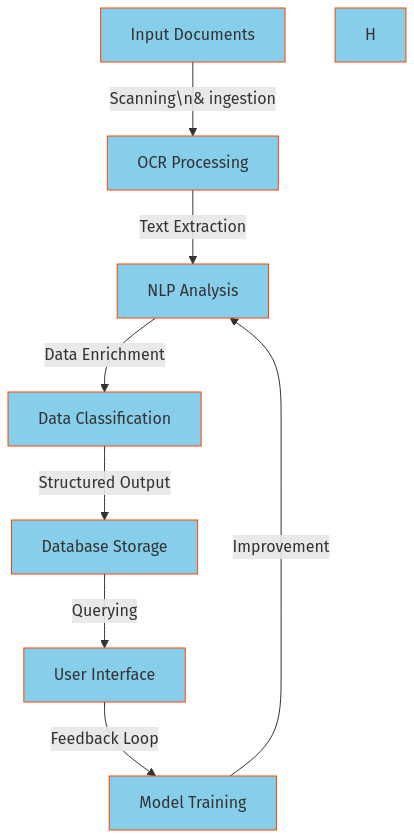 Input Documents
H
Scanning\n& ingestion
OCR Processing
Text Extraction
NLP Analysis
Data Enrichment
Data Classification
Structured Output
Database Storage
Improvement
Querying
User Interface
Feedback Loop
Model Training